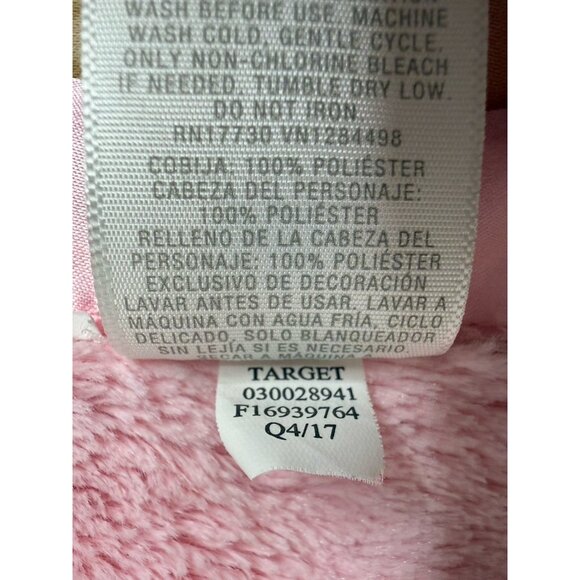 WASH BEFORE USE. MACHINE
WASH COLD, GENTLE CYCLE.
ONLY NON-CHLORINE BLEACH
IF NEEDED. TUMBLE DRY LOW.
DO NOT IRON
RN17730 VN1284498
COBIJA, 100% POLIÉSTER
CABEZA DEL PERSONAJE:
100% POLIÉSTER
RELLENO DE LA CABEZA DEL
PERSONAJE: 100% POLIÉSTER
EXCLUSIVO DE DECORACIÓN
LAVAR ANTES DE USAR. LAVAR A
MÁQUINA CON AGUA FRÍA, CICLO
DELICADO, SOLO BLANQUEADOR
SIN LEJÍA SI ES NECESARIO
SECAR A MÁQUINA
TARGET
030028941
F16939764
Q4/17